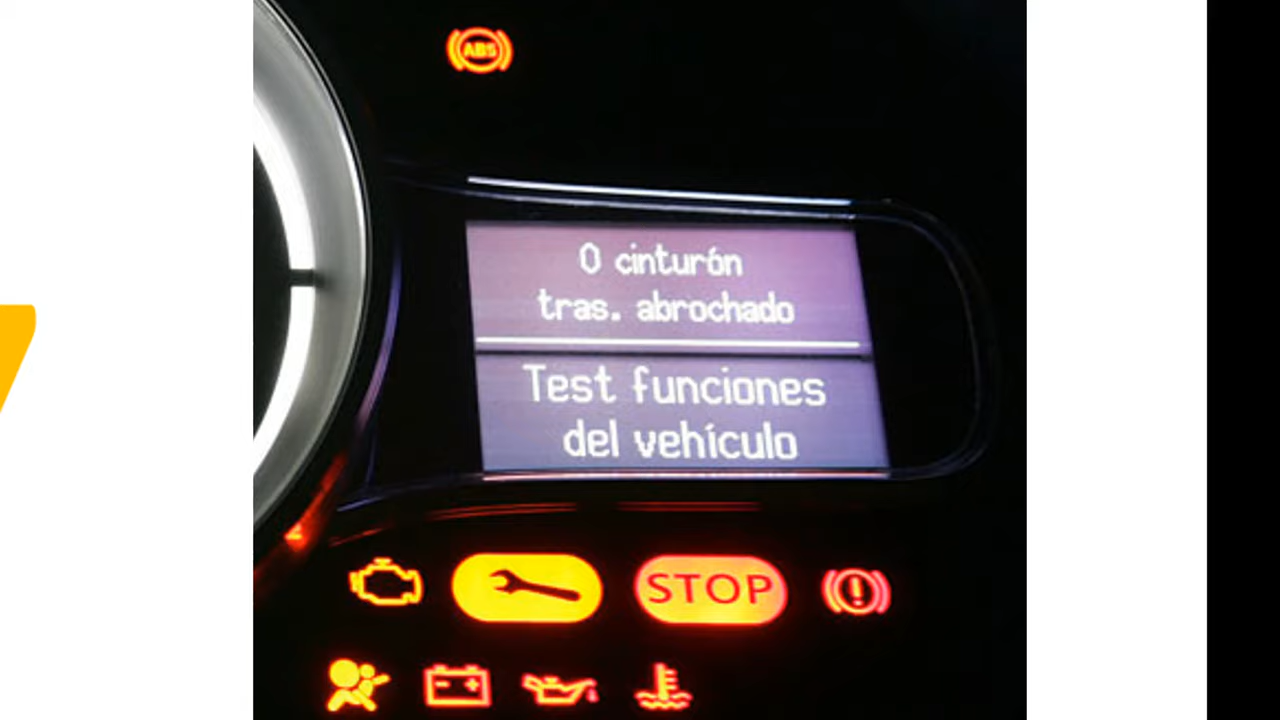 ABS
0 cinturón
tras. abrochado
Test funciones
del vehículo
STOP